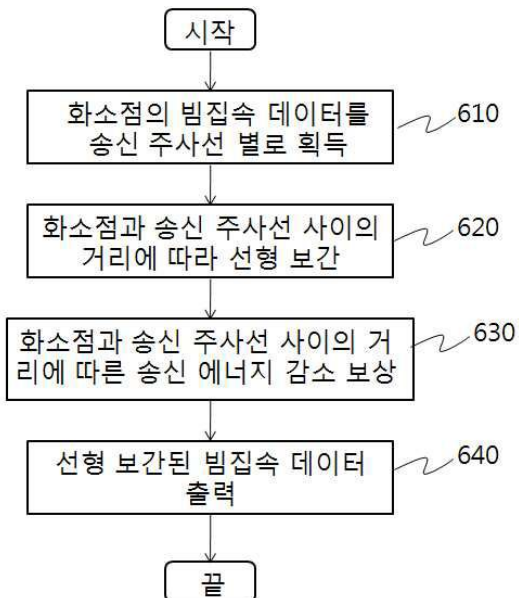 시작
화소점의 빔집속 데이터를
송신 주사선 별로 획득
610
화소점과 송신 주사선 사이의
거리에 따라 선형 보간
620
화소점과 송신 주사선 사이의 거
리에 따른 송신 에너지 감소 보상
630
선형 보간된 빔집속 데이터
출력
640
끝